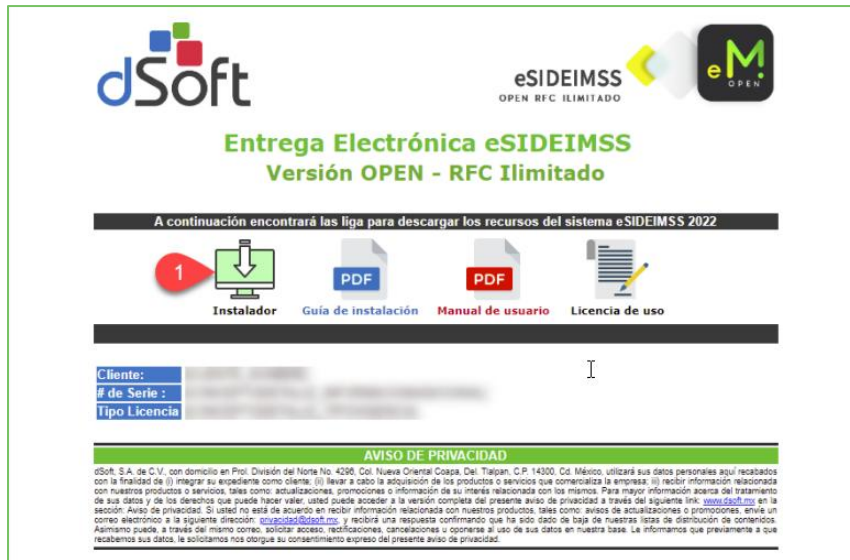 dSoft
eSIDEIMSS
OPEN RFC ILIMITADO
eM
OPEN
Entrega Electrónica eSIDEIMSS
Versión OPEN - RFC Ilimitado
A continuación encontrará las liga para descargar los recursos del sistema eSIDEIMSS 2022
1
PDF
PDF
Instalador Guía de instalación Manual de usuario Licencia de uso
Cliente:
# de Serie :
Tipo Licencia
AVISO DE PRIVACIDAD
dSoft, S.A. de C.V., con domicilio en Prol. División del Norte No. 4296, Col. Nueva Oriental Coapa, Del. Tlalpan, C.P. 14300, Cd. México, utilizará sus datos personales aquí recabados
con la finalidad de (i) integrar su expediente como cliente; (ii) llevar a cabo la adquisición de los productos o servicios que comercializa la empresa; iii) recibir información relacionada
con nuestros productos o servicios, tales como: actualizaciones, promociones o información de su interés relacionada con los mismos. Para mayor información acerca del tratamiento
de sus datos y de los derechos que puede hacer valer, usted puede acceder a la versión completa del presente aviso de privacidad a través del siguiente link: www.dsoft.mx en la
sección: Aviso de privacidad. Si usted no está de acuerdo en recibir información relacionada con nuestros productos, tales como: avisos de actualizaciones o promociones, envíe un
correo electrónico a la siguiente dirección: privacidad@dsoft.mx, y recibirá una respuesta confirmando que ha sido dado de baja de nuestras listas de distribución de contenidos.
Asimismo puede, a través del mismo correo, solicitar acceso, rectificaciones, cancelaciones u oponerse al uso de sus datos en nuestra base. Le informamos que previamente a que
recabemos sus datos, le solicitamos nos otorgue su consentimiento expreso del presente aviso de privacidad.